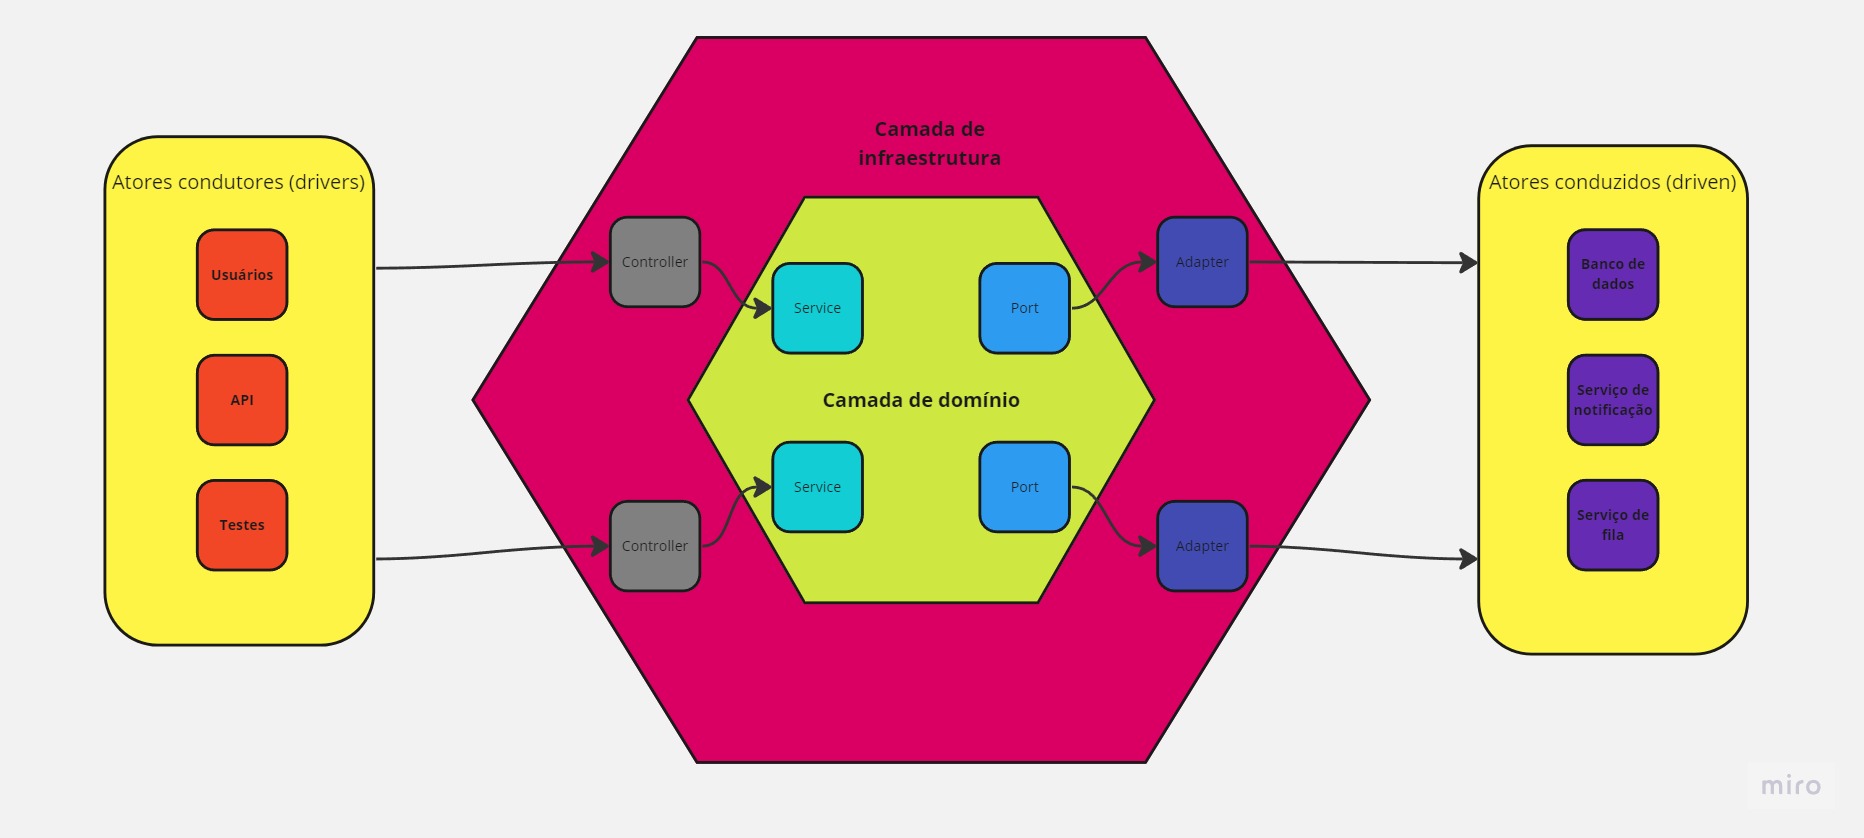 Atores condutores (drivers)
Usuários
API
Testes
Camada de
infraestrutura
Controller
Service
Port
Adapter
Camada de domínio
Controller
Service
Port
Adapter
Atores conduzidos (driven)
Banco de
dados
Serviço de
notificação
Serviço de
fila
miro